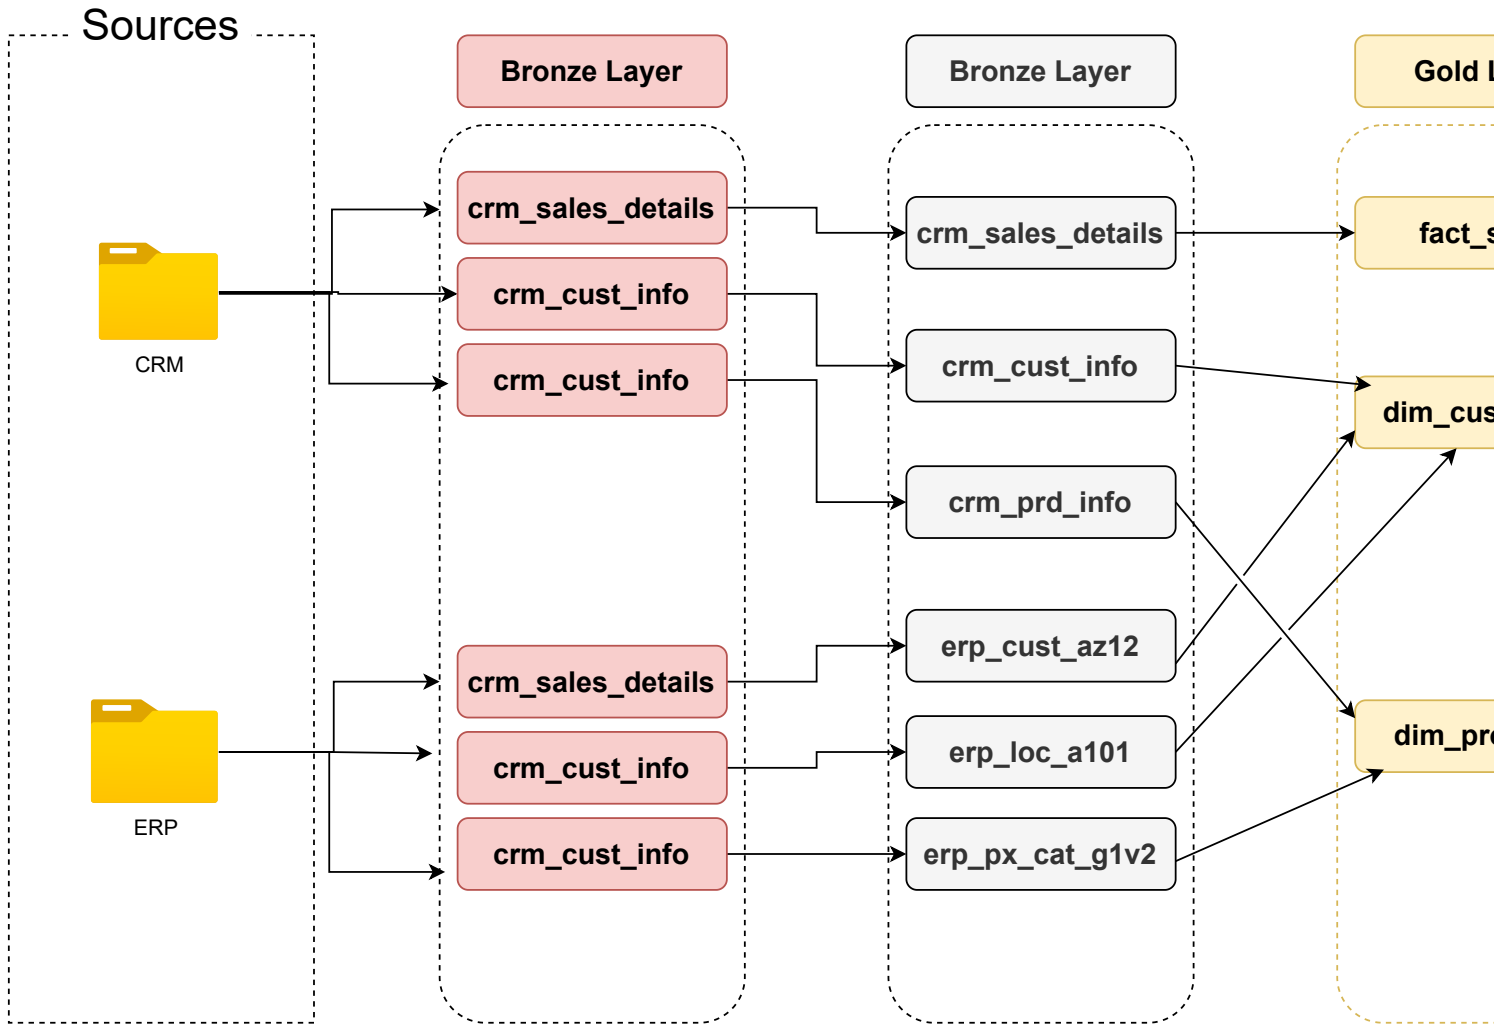 Sources
Bronze Layer
Bronze Layer
Gold L
crm_sales_details
crm_cust_info
crm_cust_info
CRM
crm_sales_details
crm_cust_info
crm_prd_info
fact_s
dim_cus
crm_sales_details
crm_cust_info
crm_cust_info
ERP
erp_cust_az12
erp_loc_a101
erp_px_cat_g1v2
dim_pro